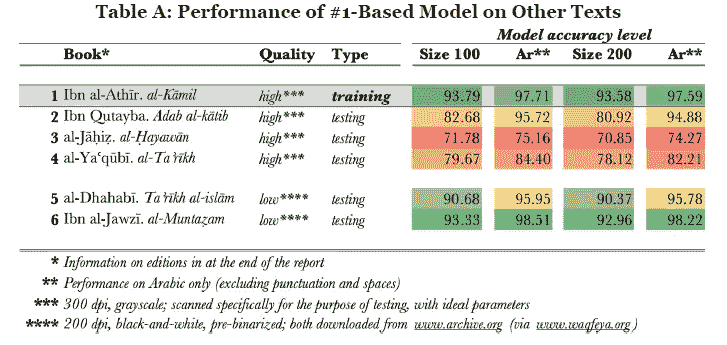 Table A: Performance of #1-Based Model on Other Texts
Model accuracy level
Book* Quality Type Size 100 Ar** Size 200 Ar**
1 Ibn al-Athīr. al-Kāmil high*** training 93.79 97.71 93.58 97.59
2 Ibn Qutayba. Adab al-kātib high*** testing 82.68 95.72 80.92 94.88
3 al-Jāḥiẓ. al-Ḥayawān high*** testing 71.78 75.16 70.85 74.27
4 al-Yaʿqūbī. al-Taʾrīkh high*** testing 79.67 84.40 78.12 82.21
5 al-Dhahabī. Taʾrīkh al-islām low**** testing 90.68 95.95 90.37 95.78
6 Ibn al-Jawzī. al-Muntaẓam low**** testing 93.33 98.51 92.96 98.22
* Information on editions in at the end of the report
** Performance on Arabic only (excluding punctuation and spaces)
*** 300 dpi, grayscale; scanned specifically for the purpose of testing, with ideal parameters
**** 200 dpi, black-and-white, pre-binarized; both downloaded from www.archive.org (via www.waqfeya.org )